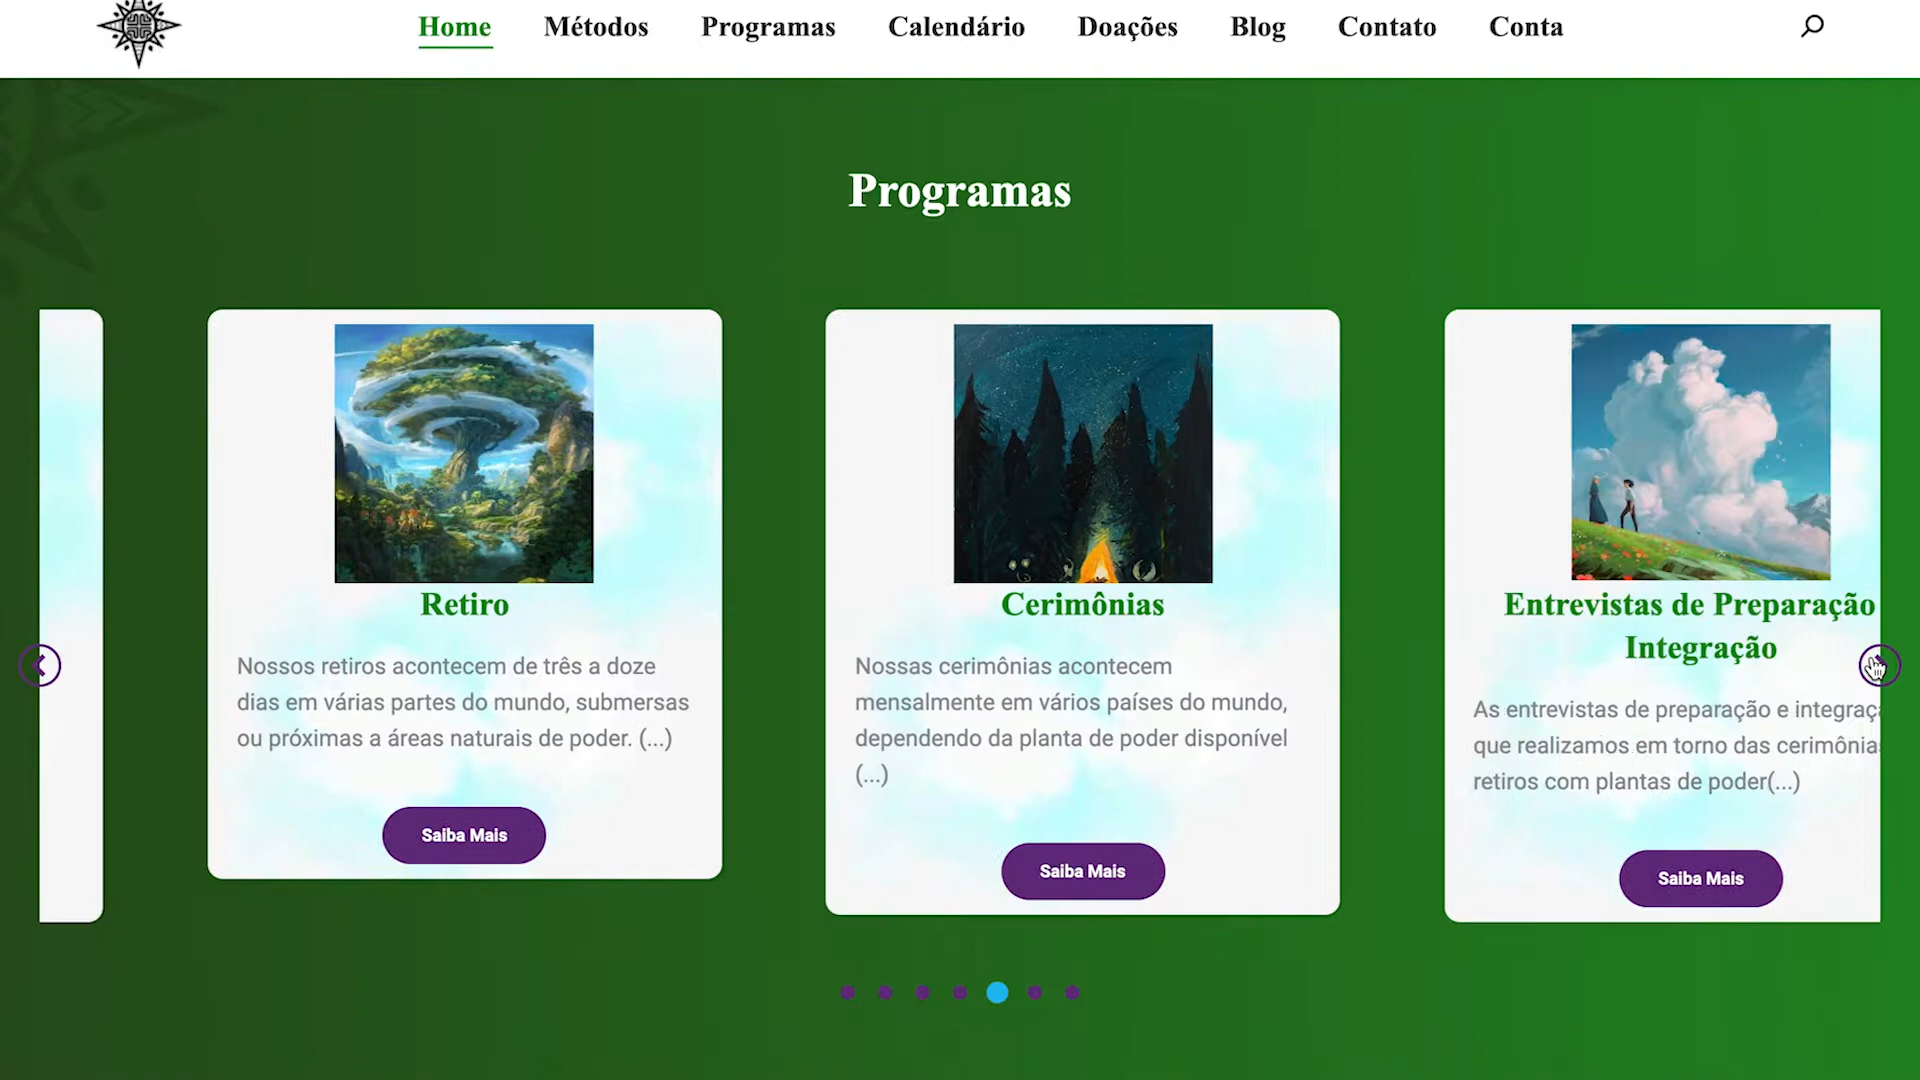 Home Métodos Programas Calendário Doações Blog Contato Conta
Programas
Retiro
Nossos retiros acontecem de três a doze
dias em várias partes do mundo, submersas
ou próximas a áreas naturais de poder. (...)
Saiba Mais
Cerimônias
Nossas cerimônias acontecem
mensalmente em vários países do mundo,
dependendo da planta de poder disponível
(...)
Saiba Mais
Entrevistas de Preparação
Integração
As entrevistas de preparação e integraç
que realizamos em torno das cerimônia
retiros com plantas de poder(...)
Saiba Mais